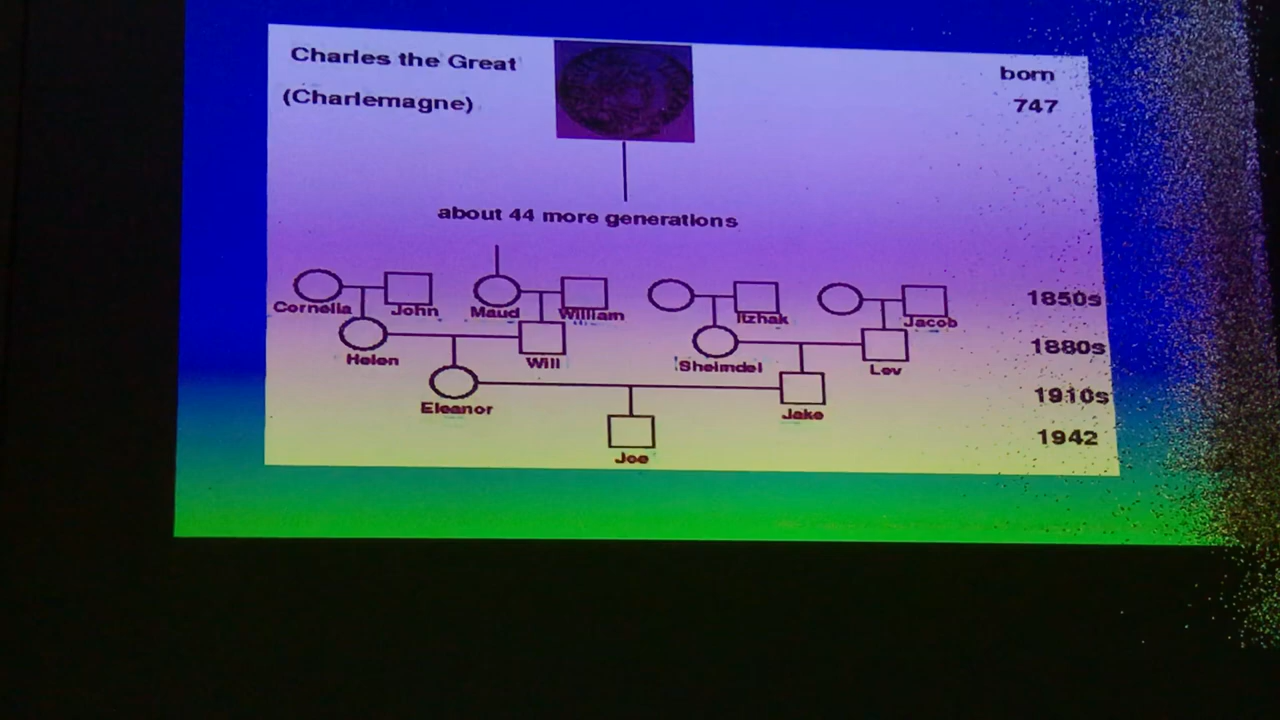 Charles the Great
born
(Charlemagne)
747
about 44 more generations
Cornelia John Maud William Itzhak Jacob
1850s
Helen Will Sheimdel Lev
1880s
Eleanor Jake
1910s
Joe
1942